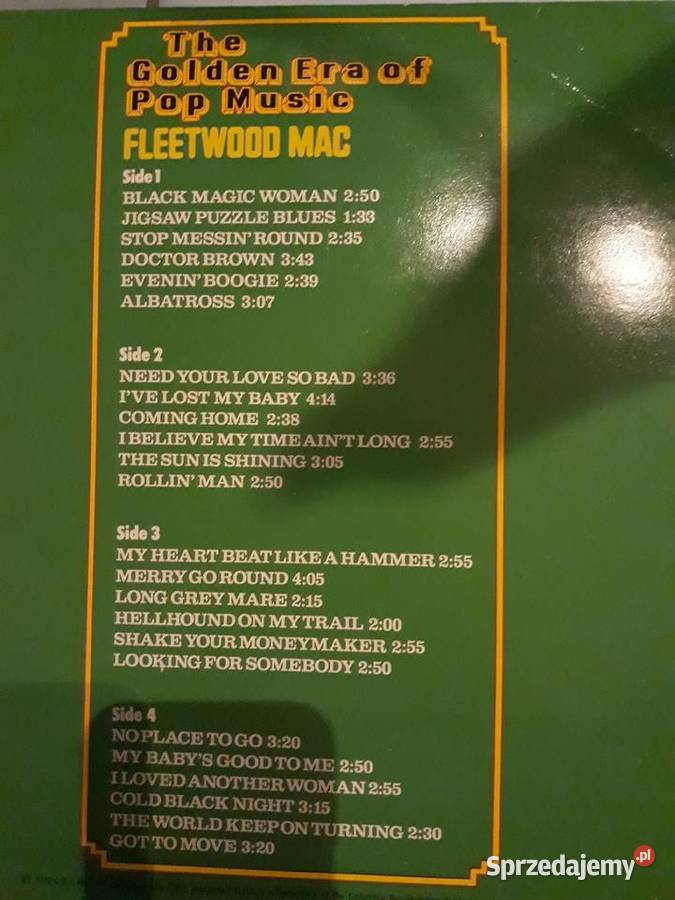 The
Golden Era of
Pop Music
FLEETWOOD MAC
Side 1
BLACK MAGIC WOMAN 2:50
JIGSAW PUZZLE BLUES 1:33
STOP MESSIN' ROUND 2:35
DOCTOR BROWN 3:43
EVENIN' BOOGIE 2:39
ALBATROSS 3:07
Side 2
NEED YOUR LOVE SO BAD 3:36
I'VE LOST MY BABY 4:14
COMING HOME 2:38
I BELIEVE MY TIME AIN'T LONG 2:55
THE SUN IS SHINING 3:05
ROLLIN' MAN 2:50
Side 3
MY HEART BEAT LIKE A HAMMER 2:55
MERRY GO ROUND 4:05
LONG GREY MARE 2:15
HELLHOUND ON MY TRAIL 2:00
SHAKE YOUR MONEYMAKER 2:55
LOOKING FOR SOMEBODY 2:50
Side 4
NO PLACE TO GO 3:20
MY BABY'S GOOD TO ME 2:50
I LOVED ANOTHER WOMAN 2:55
COLD BLACK NIGHT 3:15
THE WORLD KEEP ON TURNING 2:30
GOT TO MOVE 3:20
Sprzedajemy.pl